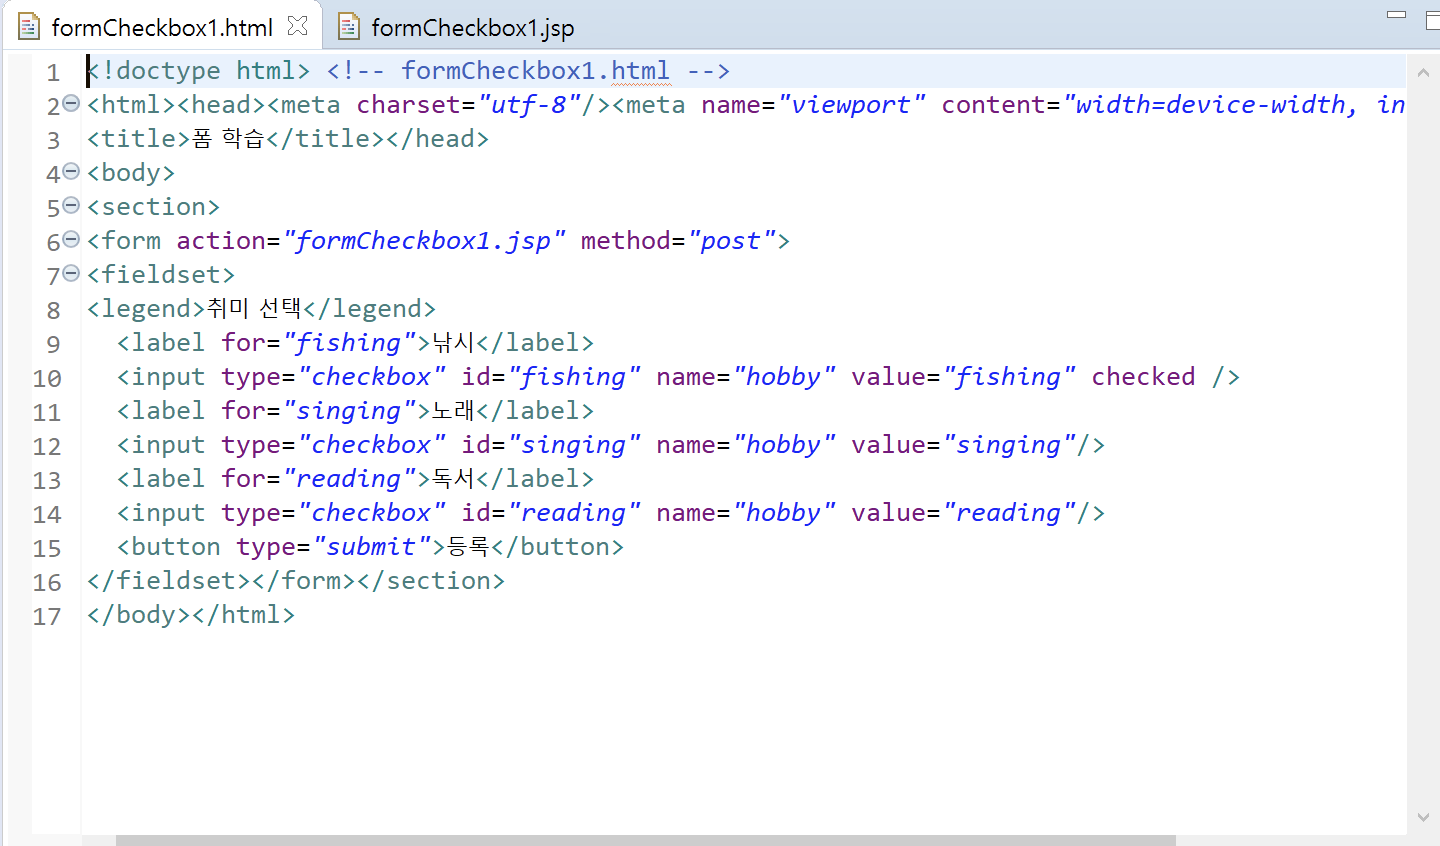 formCheckbox1.html formCheckbox1.jsp
1 <!doctype html> <!-- formCheckbox1.html -->
2 <html><head><meta charset="utf-8"/><meta name="viewport" content="width=device-width, in
3 <title>폼 학습</title></head>
4 <body>
5 <section>
6 <form action="formCheckbox1.jsp" method="post">
7 <fieldset>
8 <legend>취미 선택</legend>
9 <label for="fishing">낚시</label>
10 <input type="checkbox" id="fishing" name="hobby" value="fishing" checked />
11 <label for="singing">노래</label>
12 <input type="checkbox" id="singing" name="hobby" value="singing"/>
13 <label for="reading">독서</label>
14 <input type="checkbox" id="reading" name="hobby" value="reading"/>
15 <button type="submit">등록</button>
16 </fieldset></form></section>
17 </body></html>